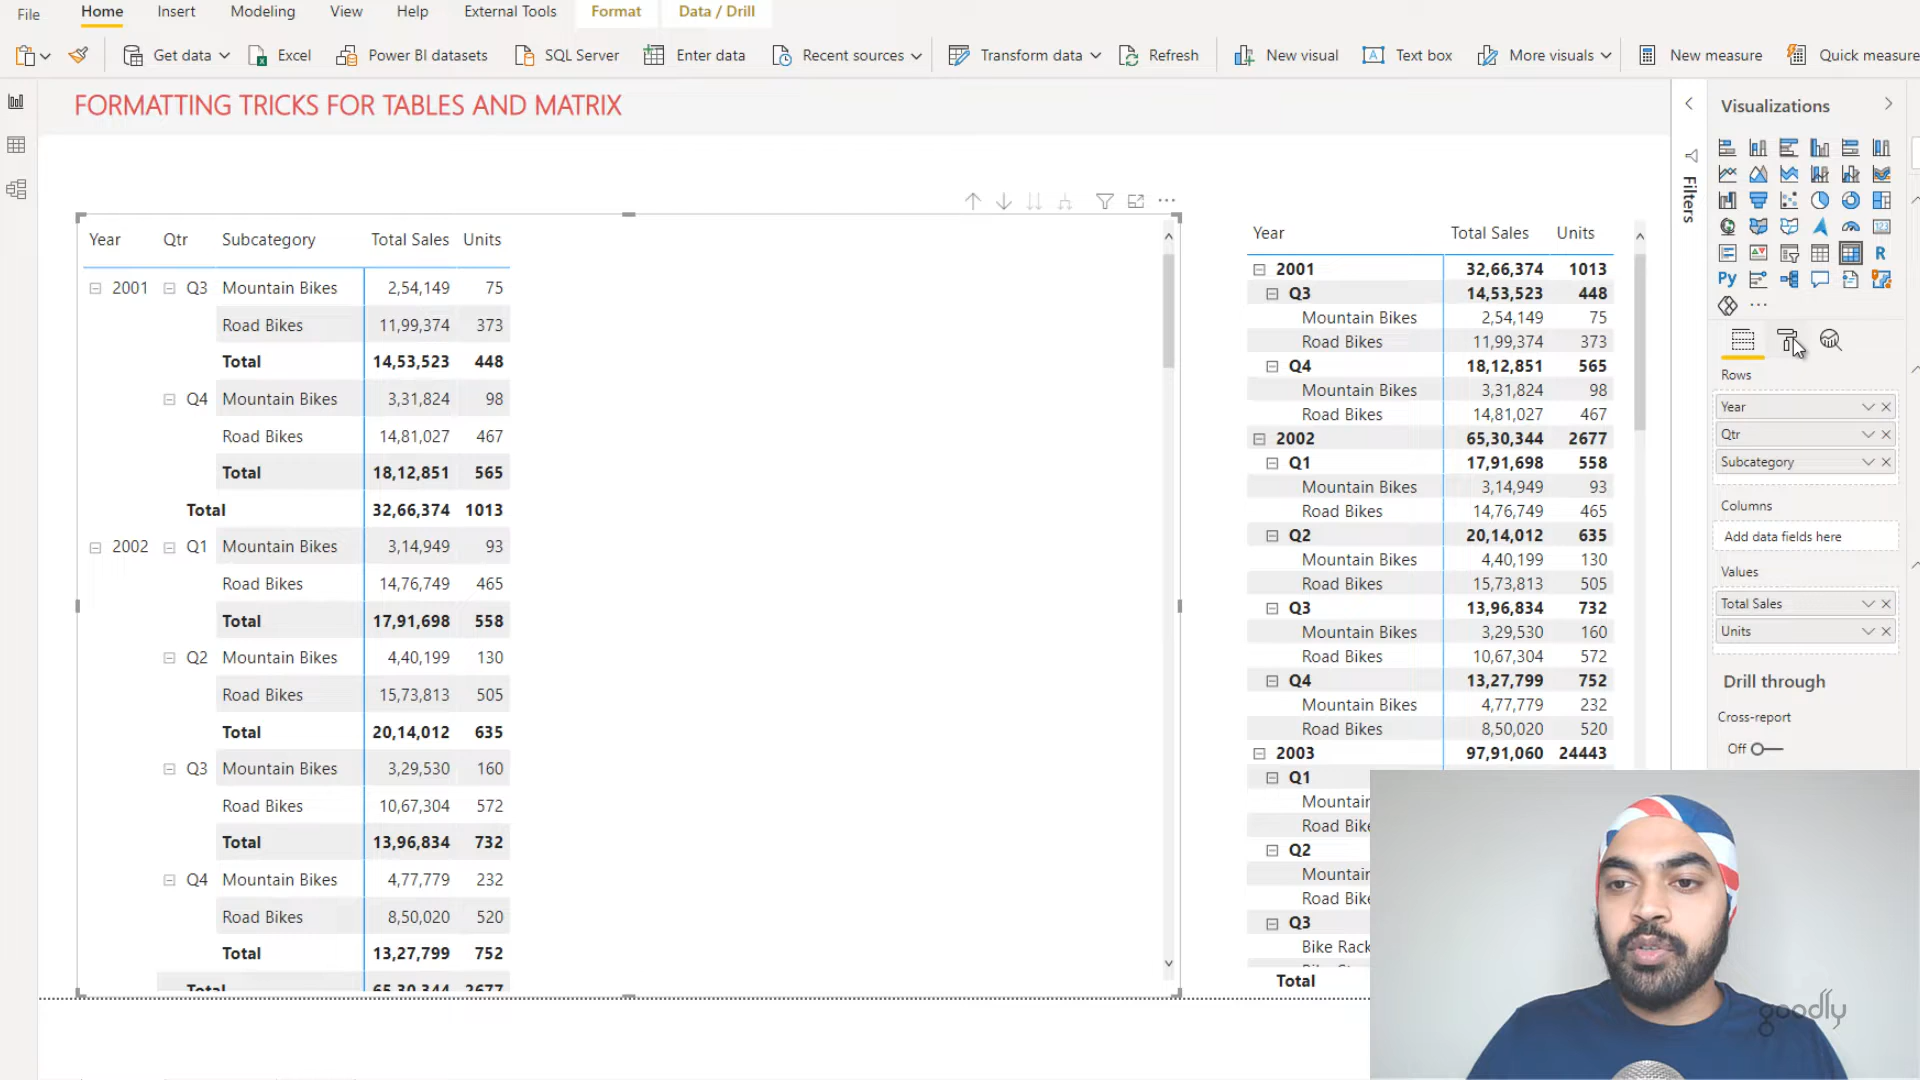 File Home Insert Modeling View Help External Tools Format Data / Drill
Get data Excel Power BI datasets SQL Server Enter data Recent sources Transform data Refresh New visual Text box More visuals New measure Quick measure
FORMATTING TRICKS FOR TABLES AND MATRIX
Year Qtr Subcategory Total Sales Units
2001 Q3 Mountain Bikes 2,54,149 75
Road Bikes 11,99,374 373
Total 14,53,523 448
Q4 Mountain Bikes 3,31,824 98
Road Bikes 14,81,027 467
Total 18,12,851 565
Total 32,66,374 1013
2002 Q1 Mountain Bikes 3,14,949 93
Road Bikes 14,76,749 465
Total 17,91,698 558
Q2 Mountain Bikes 4,40,199 130
Road Bikes 15,73,813 505
Total 20,14,012 635
Q3 Mountain Bikes 3,29,530 160
Road Bikes 10,67,304 572
Total 13,96,834 732
Q4 Mountain Bikes 4,77,779 232
Road Bikes 8,50,020 520
Total 13,27,799 752
Total 65,30,344 2677
Year Total Sales Units
2001 32,66,374 1013
Q3 14,53,523 448
Mountain Bikes 2,54,149 75
Road Bikes 11,99,374 373
Q4 18,12,851 565
Mountain Bikes 3,31,824 98
Road Bikes 14,81,027 467
2002 65,30,344 2677
Q1 17,91,698 558
Mountain Bikes 3,14,949 93
Road Bikes 14,76,749 465
Q2 20,14,012 635
Mountain Bikes 4,40,199 130
Road Bikes 15,73,813 505
Q3 13,96,834 732
Mountain Bikes 3,29,530 160
Road Bikes 10,67,304 572
Q4 13,27,799 752
Mountain Bikes 4,77,779 232
Road Bikes 8,50,020 520
2003 97,91,060 24443
Q1
Mountain
Road Bike
Q2
Mountain
Road Bike
Q3
Bike Rack
Total
Filters
Visualizations
R
Py
Rows
Year
Qtr
Subcategory
Columns
Add data fields here
Values
Total Sales
Units
Drill through
Cross-report
Off
goodly